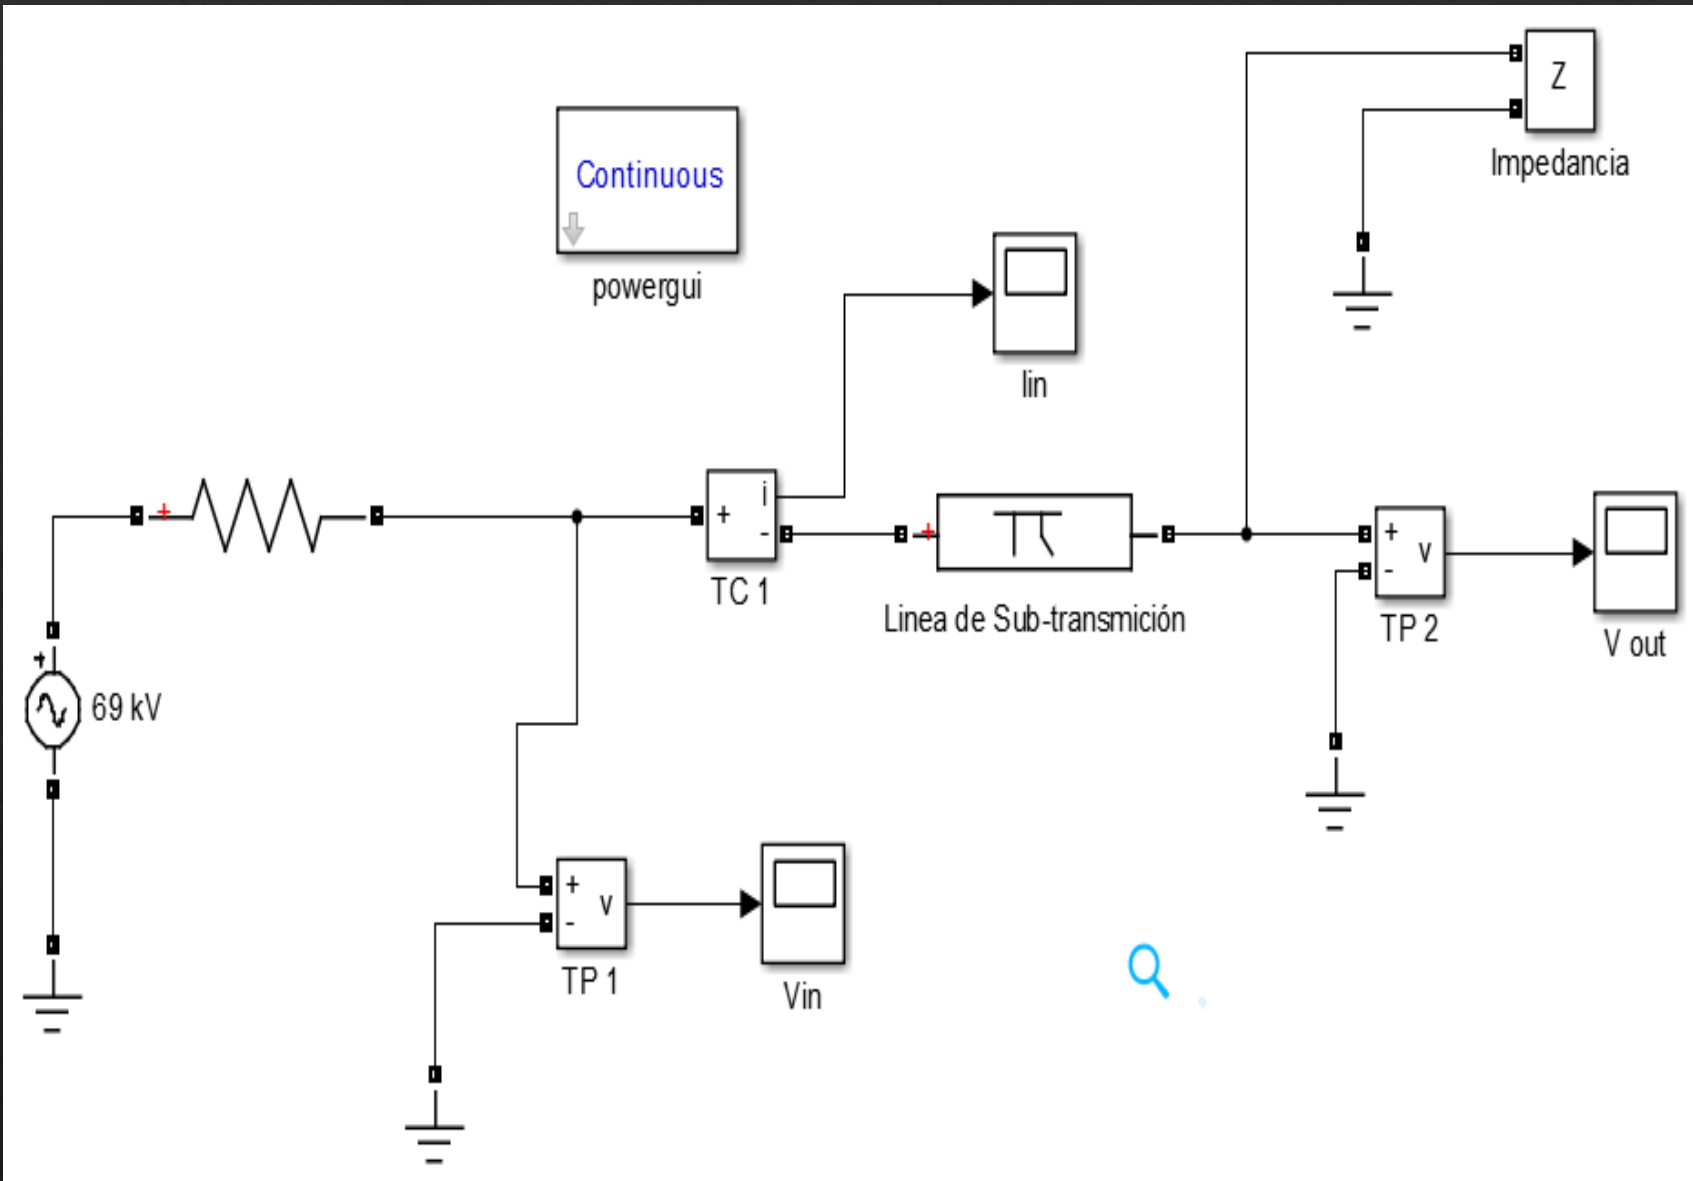 Z
Impedancia
Continuous
powergui
Iin
i
+
-
TC 1
+
Linea de Sub-transmición
+
v
-
TP 2
V out
+
+
69 kV
+
v
-
TP 1
Vin